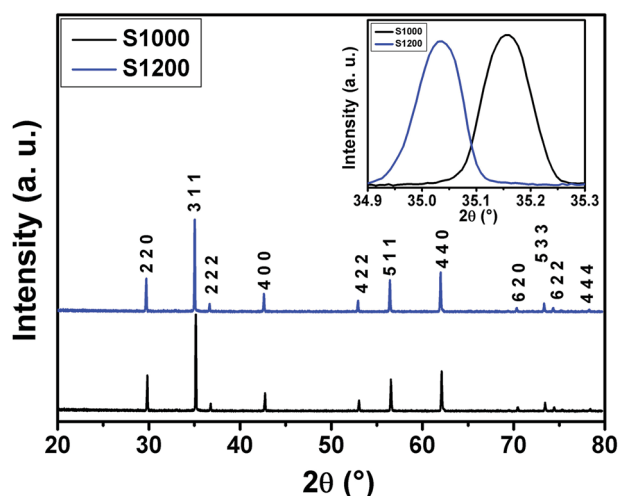 S1000
S1200
S1000
S1200
Intensity (a. u.)
34.9 35.0 35.1 35.2 35.3
2θ (°)
Intensity (a. u.)
2 2 0
3 1 1
2 2 2
4 0 0
4 2 2
5 1 1
4 4 0
6 2 0
5 3 3
6 2 2
4 4 4
20 30 40 50 60 70 80
2θ (°)